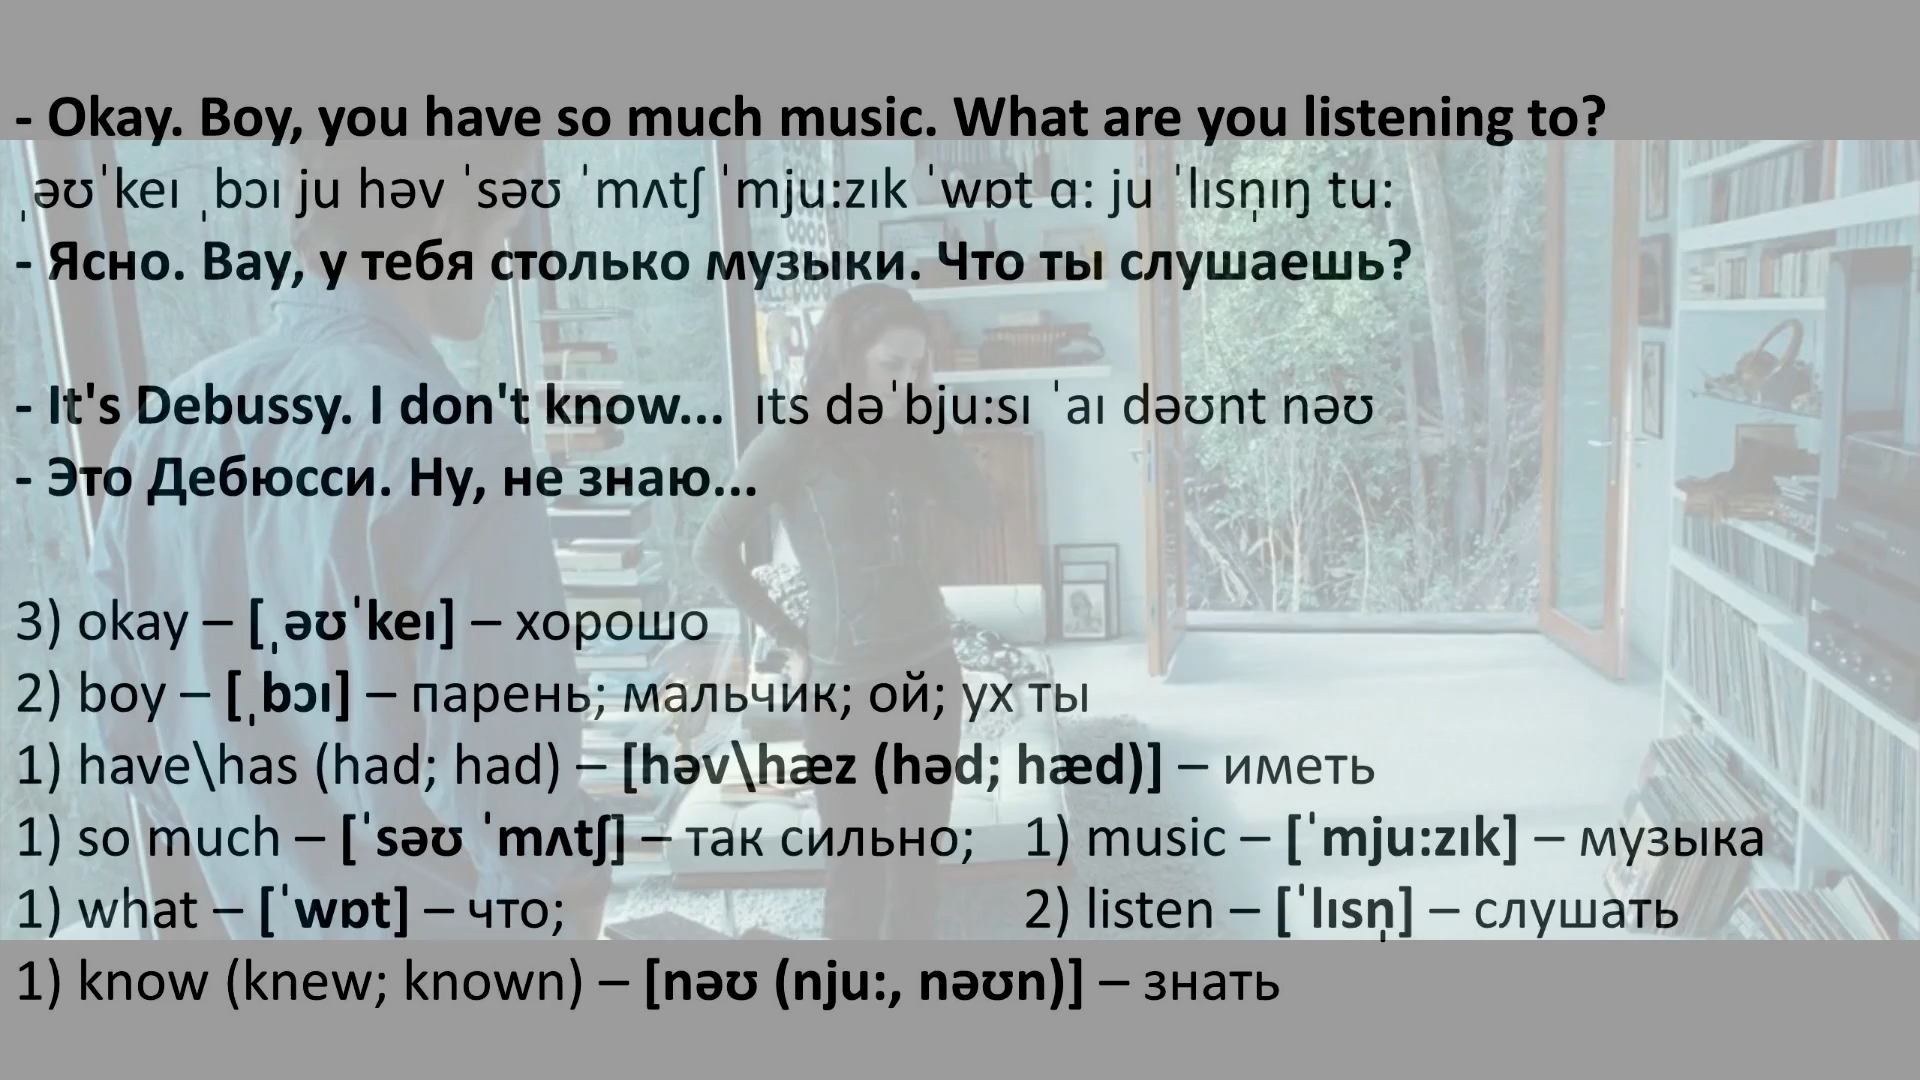 - Okay. Boy, you have so much music. What are you listening to?
ˌəʊˈkeɪ ˌbɔɪ ju həv ˈsəʊ ˈmʌtʃ ˈmju:zɪk ˈwɒt ɑ: ju ˈlɪsn̩ɪŋ tu:
- Ясно. Вау, у тебя столько музыки. Что ты слушаешь?
- It's Debussy. I don't know... ɪts dəˈbju:sɪ ˈaɪ dəʊnt nəʊ
- Это Дебюсси. Ну, не знаю...
3) okay – [ˌəʊˈkeɪ] – хорошо
2) boy – [ˌbɔɪ] – парень; мальчик; ой; ух ты
1) have\has (had; had) – [həv\hæz (həd; hæd)] – иметь
1) so much – [ˈsəʊ ˈmʌtʃ] – так сильно; 1) music – [ˈmju:zɪk] – музыка
1) what – [ˈwɒt] – что; 2) listen – [ˈlɪsn̩] – слушать
1) know (knew; known) – [nəʊ (nju:, nəʊn)] – знать